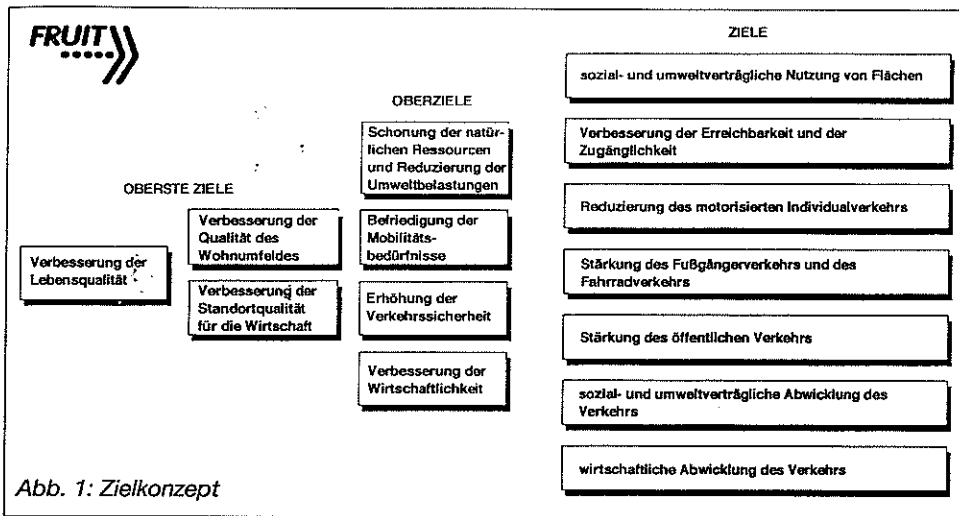 FRUIT
ZIELE
OBERZIELE
OBERSTE ZIELE
Verbesserung der
Lebensqualität
Verbesserung der
Qualität des
Wohnumfeldes
Verbesserung der
Standortqualität
für die Wirtschaft
Schonung der natür-
lichen Ressourcen
und Reduzierung der
Umweltbelastungen
Befriedigung der
Mobilitäts-
bedürfnisse
Erhöhung der
Verkehrssicherheit
Verbesserung der
Wirtschaftlichkeit
sozial- und umweltverträgliche Nutzung von Flächen
Verbesserung der Erreichbarkeit und der
Zugänglichkeit
Reduzierung des motorisierten Individualverkehrs
Stärkung des Fußgängerverkehrs und des
Fahrradverkehrs
Stärkung des öffentlichen Verkehrs
sozial- und umweltverträgliche Abwicklung des
Verkehrs
wirtschaftliche Abwicklung des Verkehrs
Abb. 1: Zielkonzept